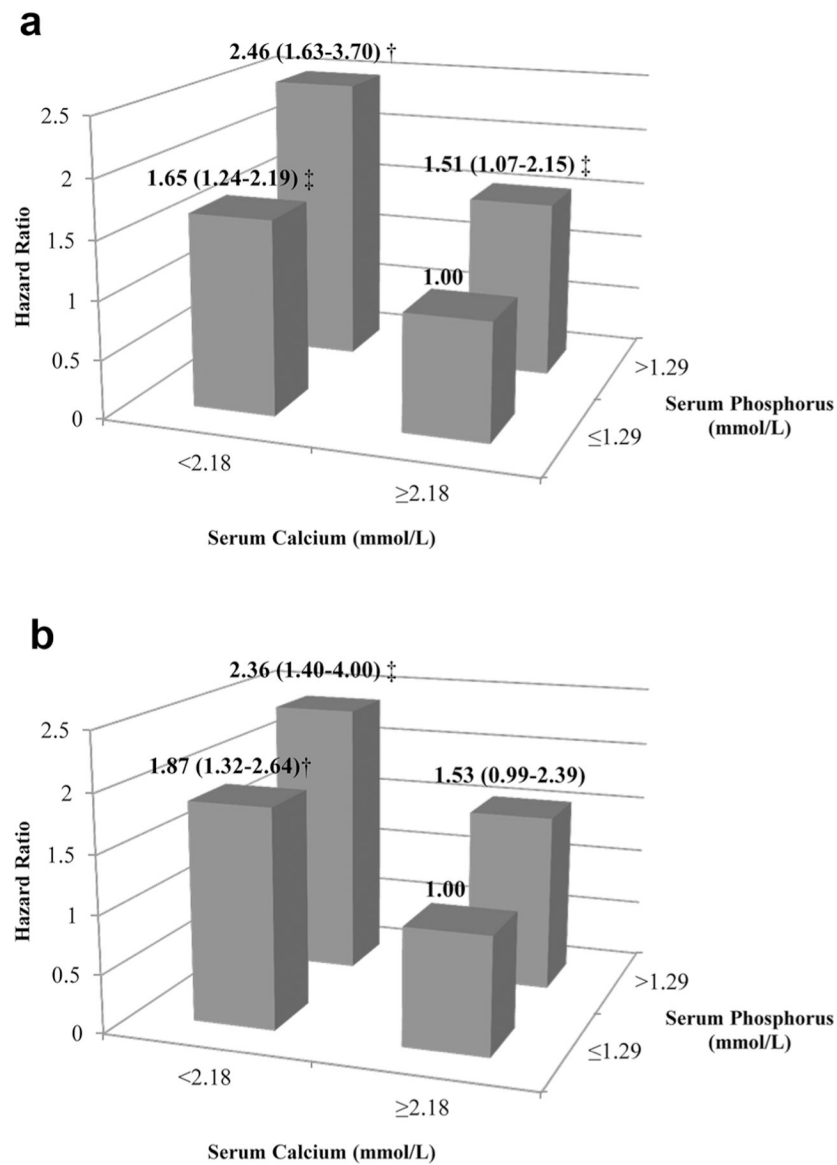 a
2.46 (1.63-3.70) †
2.5
1.65 (1.24-2.19) ‡
1.51 (1.07-2.15) ‡
2
1.5
1.00
1
0.5
0
Hazard Ratio
>1.29
≤1.29
Serum Phosphorus
(mmol/L)
<2.18
≥2.18
Serum Calcium (mmol/L)
b
2.36 (1.40-4.00) ‡
2.5
1.87 (1.32-2.64)†
1.53 (0.99-2.39)
2
1.5
1.00
1
0.5
0
Hazard Ratio
>1.29
≤1.29
Serum Phosphorus
(mmol/L)
<2.18
≥2.18
Serum Calcium (mmol/L)